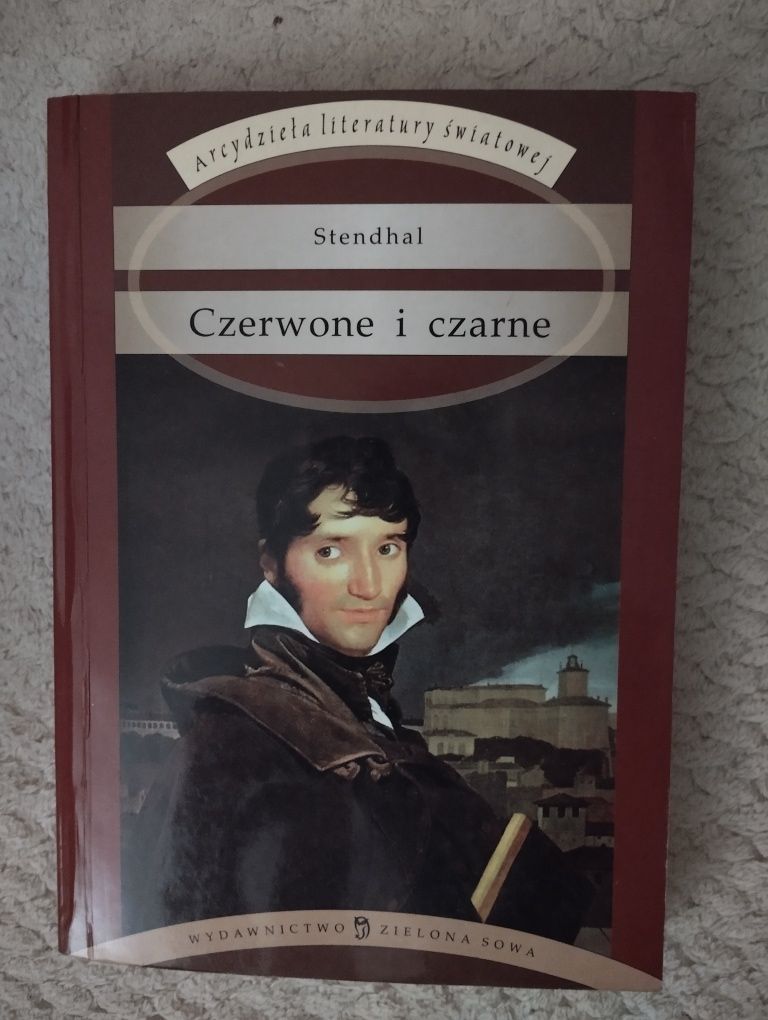 Arcydzieła literatury światowej
Stendhal
Czerwone i czarne
WYDAWNICTWO ZIELONA SOWA